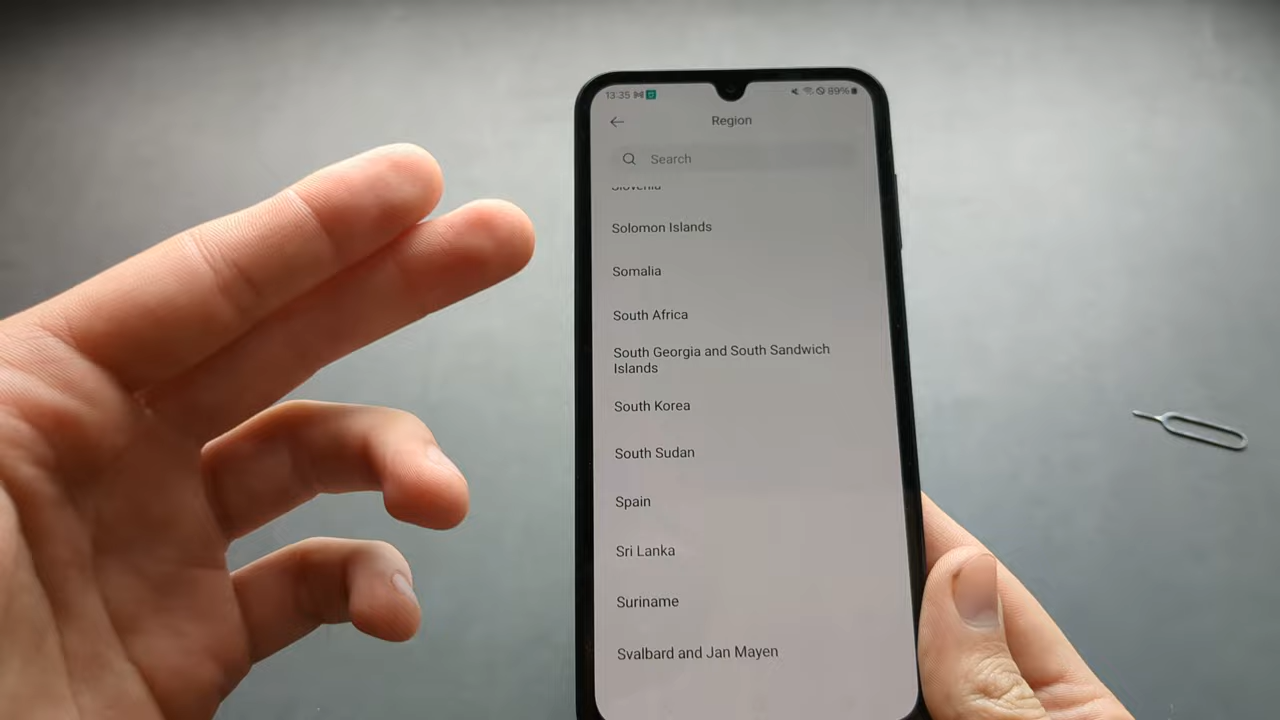 13:35 89%
Region
Search
Slovenia
Solomon Islands
Somalia
South Africa
South Georgia and South Sandwich
Islands
South Korea
South Sudan
Spain
Sri Lanka
Suriname
Svalbard and Jan Mayen